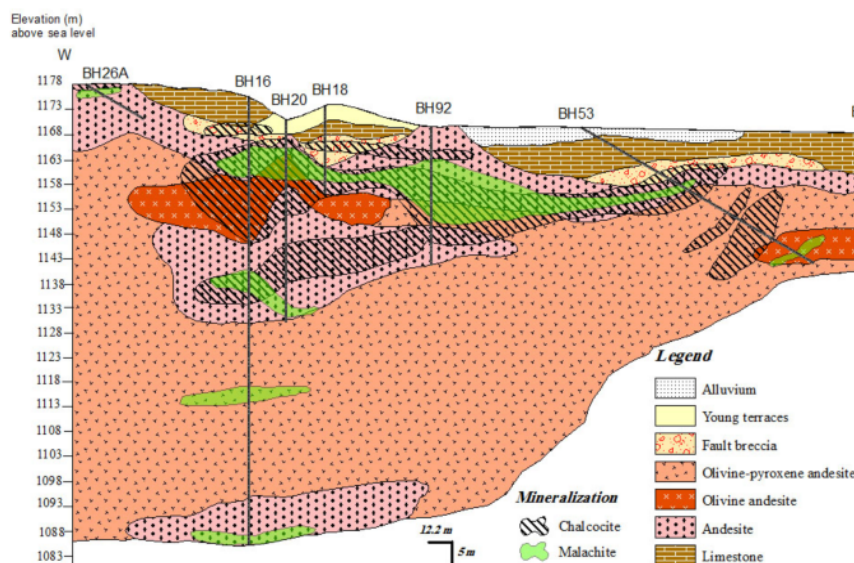 Elevation (m)
above sea level
W
BH26A
BH16
BH20
BH18
BH92
BH53
1178
1173
1168
1163
1158
1153
1148
1143
1138
1133
1128
1123
1118
1113
1108
1103
1098
1093
1088
1083
Legend
Alluvium
Young terraces
Fault breccia
Olivine-pyroxene andesite
Olivine andesite
Andesite
Limestone
Mineralization
Chalcocite
Malachite
12.2 m
5 m